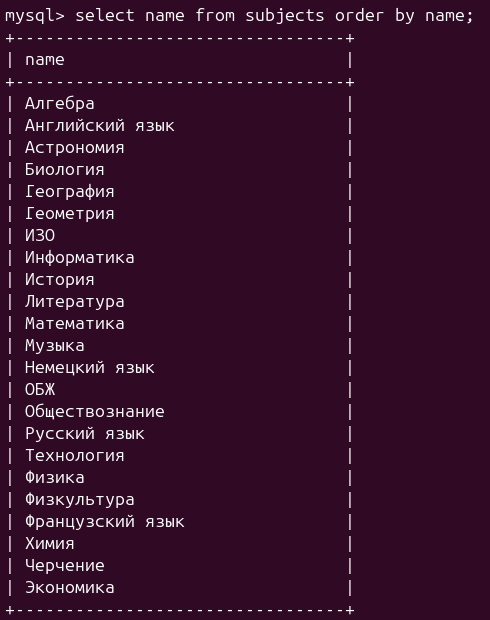 mysql> select name from subjects order by name;
+---------------------------------+
| name                            |
+---------------------------------+
| Алгебра                         |
| Английский язык                 |
| Астрономия                      |
| Биология                        |
| География                       |
| Геометрия                       |
| ИЗО                             |
| Информатика                     |
| История                         |
| Литература                      |
| Математика                      |
| Музыка                          |
| Немецкий язык                   |
| ОБЖ                             |
| Обществознание                  |
| Русский язык                    |
| Технология                      |
| Физика                          |
| Физкультура                     |
| Французский язык                |
| Химия                           |
| Черчение                        |
| Экономика                       |
+---------------------------------+